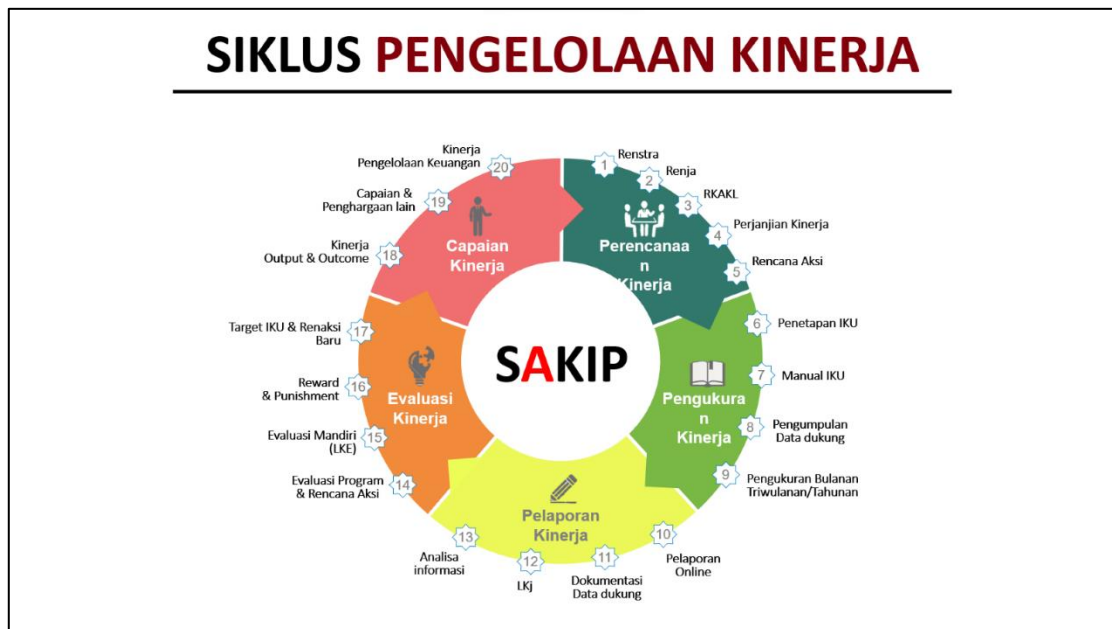 SIKLUS PENGELOLAAN KINERJA
SAKIP
Perencanaa
n
Kinerja
1
Renstra
2
Renja
3
RKAKL
4
Perjanjian Kinerja
5
Rencana Aksi
Pengukura
n
Kinerja
6
Penetapan IKU
7
Manual IKU
8
Pengumpulan
Data dukung
9
Pengukuran Bulanan
Triwulanan/Tahunan
Pelaporan
Kinerja
10
Pelaporan
Online
11
Dokumentasi
Data dukung
12
LKj
13
Analisa
informasi
Evaluasi
Kinerja
14
Evaluasi Program
& Rencana Aksi
15
Evaluasi Mandiri
(LKE)
16
Reward
& Punishment
17
Target IKU & Renaksi
Baru
Capaian
Kinerja
18
Kinerja
Output & Outcome
19
Capaian &
Penghargaan lain
20
Kinerja
Pengelolaan Keuangan